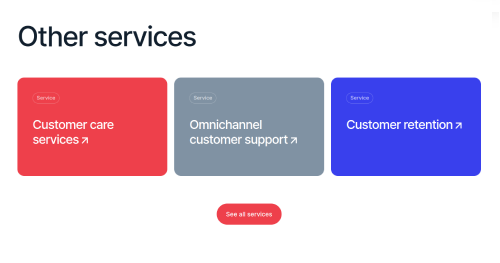 Other services
Service
Customer care
services
Service
Omnichannel
customer support
Service
Customer retention
See all services